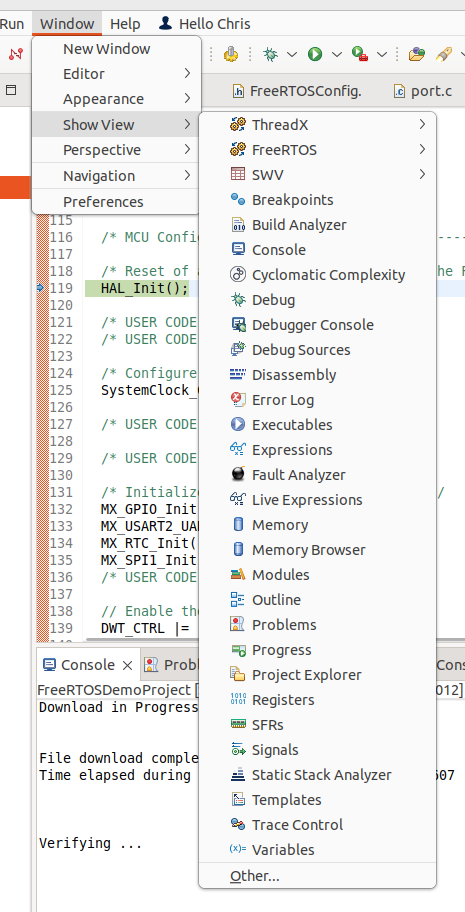 Run Window Help Hello Chris
New Window
Editor
Appearance
Show View
Perspective
Navigation
Preferences
FreeRTOSConfig. port.c
ThreadX
FreeRTOS
SWV
Breakpoints
Build Analyzer
Console
Cyclomatic Complexity
Debug
Debugger Console
Debug Sources
Disassembly
Error Log
Executables
Expressions
Fault Analyzer
Live Expressions
Memory
Memory Browser
Modules
Outline
Problems
Progress
Project Explorer
Registers
SFRs
Signals
Static Stack Analyzer
Templates
Trace Control
Variables
Other...
115
116 /* MCU Confi ----
117
118 /* Reset of a he F
119 HAL_Init();
120
121 /* USER CODE
122 /* USER CODE
123
124 /* Configure
125 SystemClock_
126
127 /* USER CODE
128
129 /* USER CODE
130
131 /* Initializ */
132 MX_GPIO_Init
133 MX_USART2_UA
134 MX_RTC_Init(
135 MX_SPI1_Init
136 /* USER CODE
137
138 // Enable the
139 DWT_CTRL |=
Console Prob Cons
FreeRTOSDemoProject [ 012]
Download in Progress
File download comple
Time elapsed during 607
Verifying ...